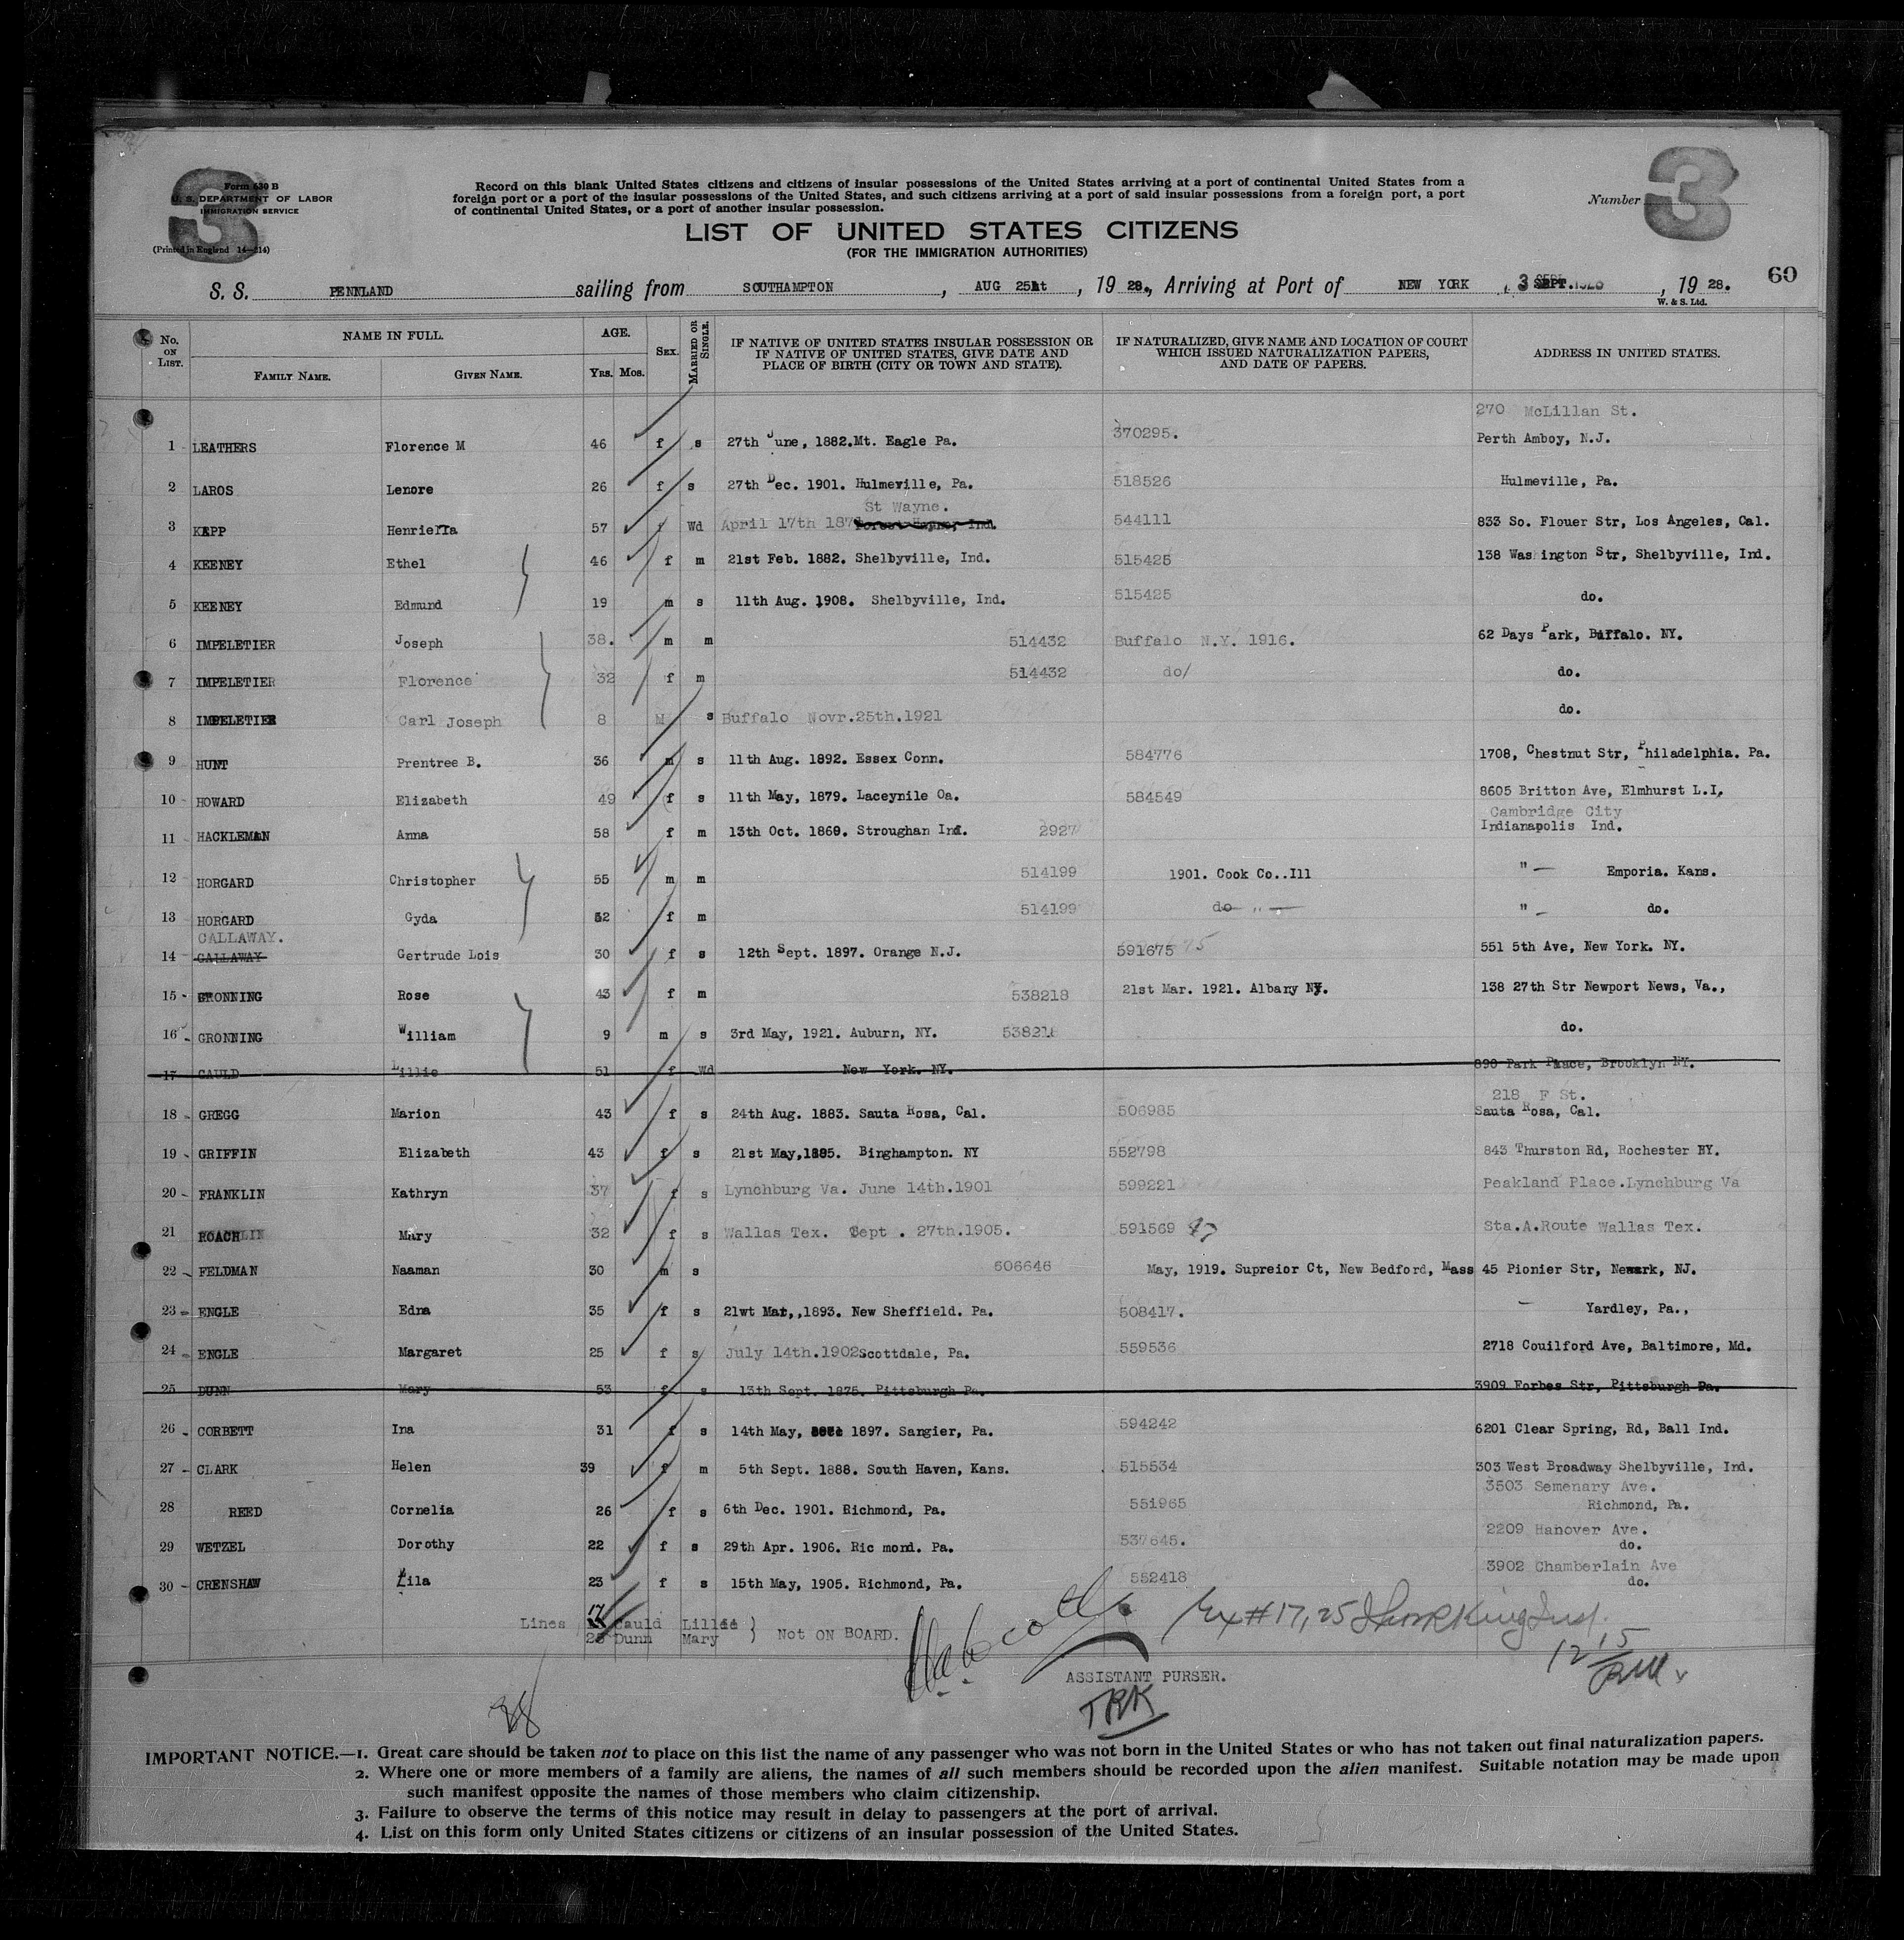 3
Form 630 B
U. S. DEPARTMENT OF LABOR
IMMIGRATION SERVICE
(Printed in England 14—214)
Record on this blank United States citizens and citizens of insular possessions of the United States arriving at a port of continental United States from a
foreign port or a port of the insular possessions of the United States, and such citizens arriving at a port of said insular possessions from a foreign port, a port
of continental United States, or a port of another insular possession.
Number 3
LIST OF UNITED STATES CITIZENS
(FOR THE IMMIGRATION AUTHORITIES)
60
S. S. PENNLAND sailing from SOUTHAMPTON, AUG 25, 1928., Arriving at Port of NEW YORK, 3 SEPT. 1928, 1928.
W. & S. Ltd.
No. ON LIST. NAME IN FULL. FAMILY NAME. GIVEN NAME. AGE. YRS. MOS. SEX. MARRIED OR SINGLE. IF NATIVE OF UNITED STATES INSULAR POSSESSION OR IF NATIVE OF UNITED STATES, GIVE DATE AND PLACE OF BIRTH (CITY OR TOWN AND STATE). IF NATURALIZED, GIVE NAME AND LOCATION OF COURT WHICH ISSUED NATURALIZATION PAPERS, AND DATE OF PAPERS. ADDRESS IN UNITED STATES.
270 McLillan St.
1 LEATHERS Florence M 46 f s 27th June, 1882.Mt. Eagle Pa. 370295. Perth Amboy, N.J.
2 LAROS Lenore 26 f s 27th Dec. 1901. Hulmeville, Pa. 518526 Hulmeville, Pa.
St Wayne.
3 KAPP Henrietta 57 f Wd April 17th 187 Ind. 544111 833 So. Flouer Str, Los Angeles, Cal.
4 KEENEY Ethel 46 f m 21st Feb. 1882. Shelbyville, Ind. 515425 138 Was ington Str, Shelbyville, Ind.
5 KEENEY Edmund 19 m s 11th Aug. 1908. Shelbyville, Ind. 515425 do.
6 IMPELETIER Joseph 38. m m 514432 Buffalo N.Y. 1916. 62 Days Park, Buffalo. NY.
7 IMPELETIER Florence 32 f m 514432 do/ do.
8 IMPELETIER Carl Joseph 8 M s Buffalo Novr.25th.1921 do.
9 HUNT Prentree B. 36 m s 11th Aug. 1892. Essex Conn. 584776 1708, Chestnut Str, Philadelphia. Pa.
10 HOWARD Elizabeth 49 f s 11th May, 1879. Laceynile Oa. 584549 8605 Britton Ave, Elmhurst L.I.
Cambridge City
11 HACKLEMAN Anna 58 f m 13th Oct. 1869. Stroughan Ind. 2927 Indianapolis Ind.
12 HORGARD Christopher 55 m m 514199 1901. Cook Co..Ill " — Emporia. Kans.
13 HORGARD Gyda 52 f m 514199 do " — " — do.
CALLAWAY.
14 CALLAWAY Gertrude Lois 30 f s 12th Sept. 1897. Orange N.J. 591675 75 551 5th Ave, New York. NY.
15 GRONNING Rose 43 f m 538218 21st Mar. 1921. Albany NY. 138 27th Str Newport News, Va.,
16 GRONNING William 9 m s 3rd May, 1921. Auburn, NY. 538218 do.
17 GAULD Lillie 51 f Wd New York. NY. 890 Park Place, Brooklyn NY.
218 F St.
18 GREGG Marion 43 f s 24th Aug. 1883. Sauta Rosa, Cal. 506985 Sauta Rosa, Cal.
19 GRIFFIN Elizabeth 43 f s 21st May,1885. Binghampton. NY 552798 843 Thurston Rd, Rochester NY.
20 FRANKLIN Kathryn 37 f s Lynchburg Va. June 14th.1901 599221 Peakland Place.Lynchburg Va
21 ROACH Mary 32 f s Wallas Tex. Sept . 27th.1905. 591569 Sta.A.Route Wallas Tex.
22 FELDMAN Naaman 30 m s 506646 May, 1919. Supreior Ct, New Bedford, Mass 45 Pionier Str, Newark, NJ.
23 ENGLE Edna 35 f s 21wt Mar,,1893. New Sheffield. Pa. 508417. Yardley, Pa.,
24 ENGLE Margaret 25 f s July 14th.1902Scottdale, Pa. 559536 2718 Couilford Ave, Baltimore, Md.
25 DUNN Mary 53 f s 13th Sept. 1875. Pittsburgh Pa. 3909 Forbes Str, Pittsburgh Pa.
26 CORBETT Ina 31 f s 14th May, 1897. Sangier, Pa. 594242 6201 Clear Spring, Rd, Ball Ind.
27 CLARK Helen 39 f m 5th Sept. 1888. South Haven, Kans. 515534 303 West Broadway Shelbyville, Ind.
3503 Semenary Ave.
28 REED Cornelia 26 f s 6th Dec. 1901. Richmond, Pa. 551965 Richmond, Pa.
2209 Hanover Ave.
29 WETZEL Dorothy 22 f s 29th Apr. 1906. Ric mond. Pa. 537645. do.
3902 Chamberlain Ave
30 CRENSHAW Lila 23 f s 15th May, 1905. Richmond, Pa. 552418 do.
Lines 17 Gauld Lillie
25 Dunn Mary } Not ON BOARD.
Ex # 17, 25
12 15
ASSISTANT PURSER.
TRK
28
IMPORTANT NOTICE.—1. Great care should be taken not to place on this list the name of any passenger who was not born in the United States or who has not taken out final naturalization papers.
2. Where one or more members of a family are aliens, the names of all such members should be recorded upon the alien manifest. Suitable notation may be made upon
such manifest opposite the names of those members who claim citizenship.
3. Failure to observe the terms of this notice may result in delay to passengers at the port of arrival.
4. List on this form only United States citizens or citizens of an insular possession of the United States.